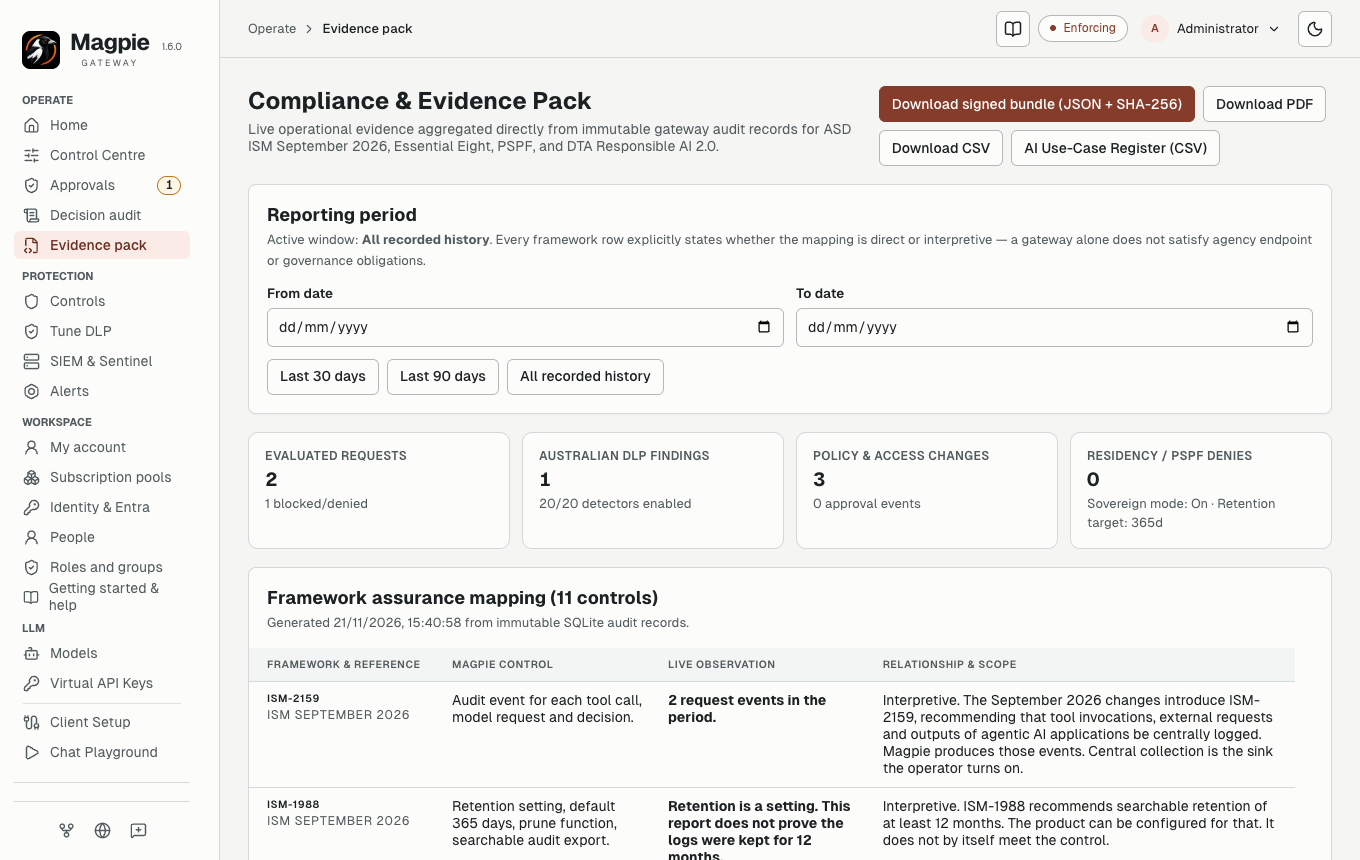 Magpie
GATEWAY
1.6.0
OPERATE
Home
Control Centre
Approvals
1
Decision audit
Evidence pack
PROTECTION
Controls
Tune DLP
SIEM & Sentinel
Alerts
WORKSPACE
My account
Subscription pools
Identity & Entra
People
Roles and groups
Getting started &
help
LLM
Models
Virtual API Keys
Client Setup
Chat Playground
Operate
Evidence pack
Enforcing
A
Administrator
Compliance & Evidence Pack
Live operational evidence aggregated directly from immutable gateway audit records for ASD
ISM September 2026, Essential Eight, PSPF, and DTA Responsible AI 2.0.
Download signed bundle (JSON + SHA-256)
Download PDF
Download CSV
AI Use-Case Register (CSV)
Reporting period
Active window: All recorded history. Every framework row explicitly states whether the mapping is direct or interpretive — a gateway alone does not satisfy agency endpoint
or governance obligations.
From date
To date
dd/mm/yyyy
dd/mm/yyyy
Last 30 days
Last 90 days
All recorded history
EVALUATED REQUESTS
2
1 blocked/denied
AUSTRALIAN DLP FINDINGS
1
20/20 detectors enabled
POLICY & ACCESS CHANGES
3
0 approval events
RESIDENCY / PSPF DENIES
0
Sovereign mode: On · Retention
target: 365d
Framework assurance mapping (11 controls)
Generated 21/11/2026, 15:40:58 from immutable SQLite audit records.
FRAMEWORK & REFERENCE
MAGPIE CONTROL
LIVE OBSERVATION
RELATIONSHIP & SCOPE
ISM-2159
ISM SEPTEMBER 2026
Audit event for each tool call,
model request and decision.
2 request events in the
period.
Interpretive. The September 2026 changes introduce ISM-
2159, recommending that tool invocations, external requests
and outputs of agentic AI applications be centrally logged.
Magpie produces those events. Central collection is the sink
the operator turns on.
ISM-1988
ISM SEPTEMBER 2026
Retention setting, default
365 days, prune function,
searchable audit export.
Retention is a setting. This
report does not prove the
logs were kept for 12
months.
Interpretive. ISM-1988 recommends searchable retention of
at least 12 months. The product can be configured for that. It
does not by itself meet the control.